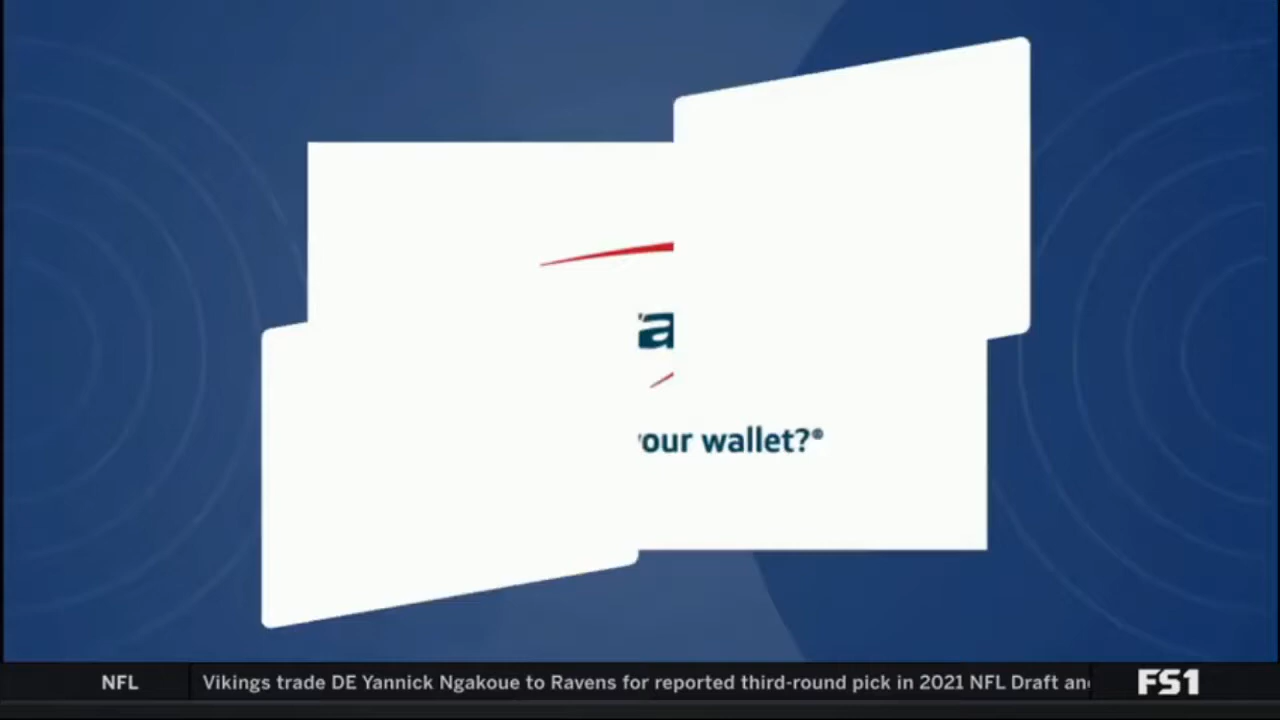 a
our wallet?®
NFL Vikings trade DE Yannick Ngakoue to Ravens for reported third-round pick in 2021 NFL Draft an FS1